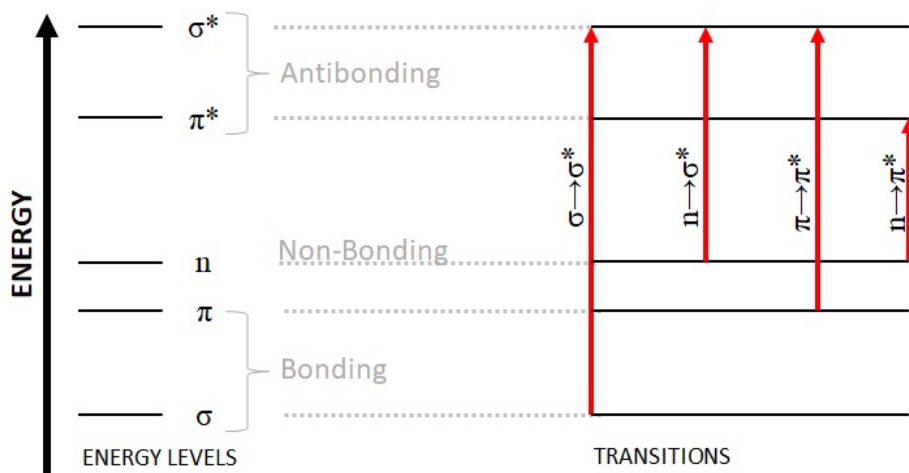 σ*
Antibonding
π*
ENERGY
n
Non-Bonding
π
Bonding
σ
ENERGY LEVELS
σ→σ*
n→σ*
π→π*
n→π*
TRANSITIONS